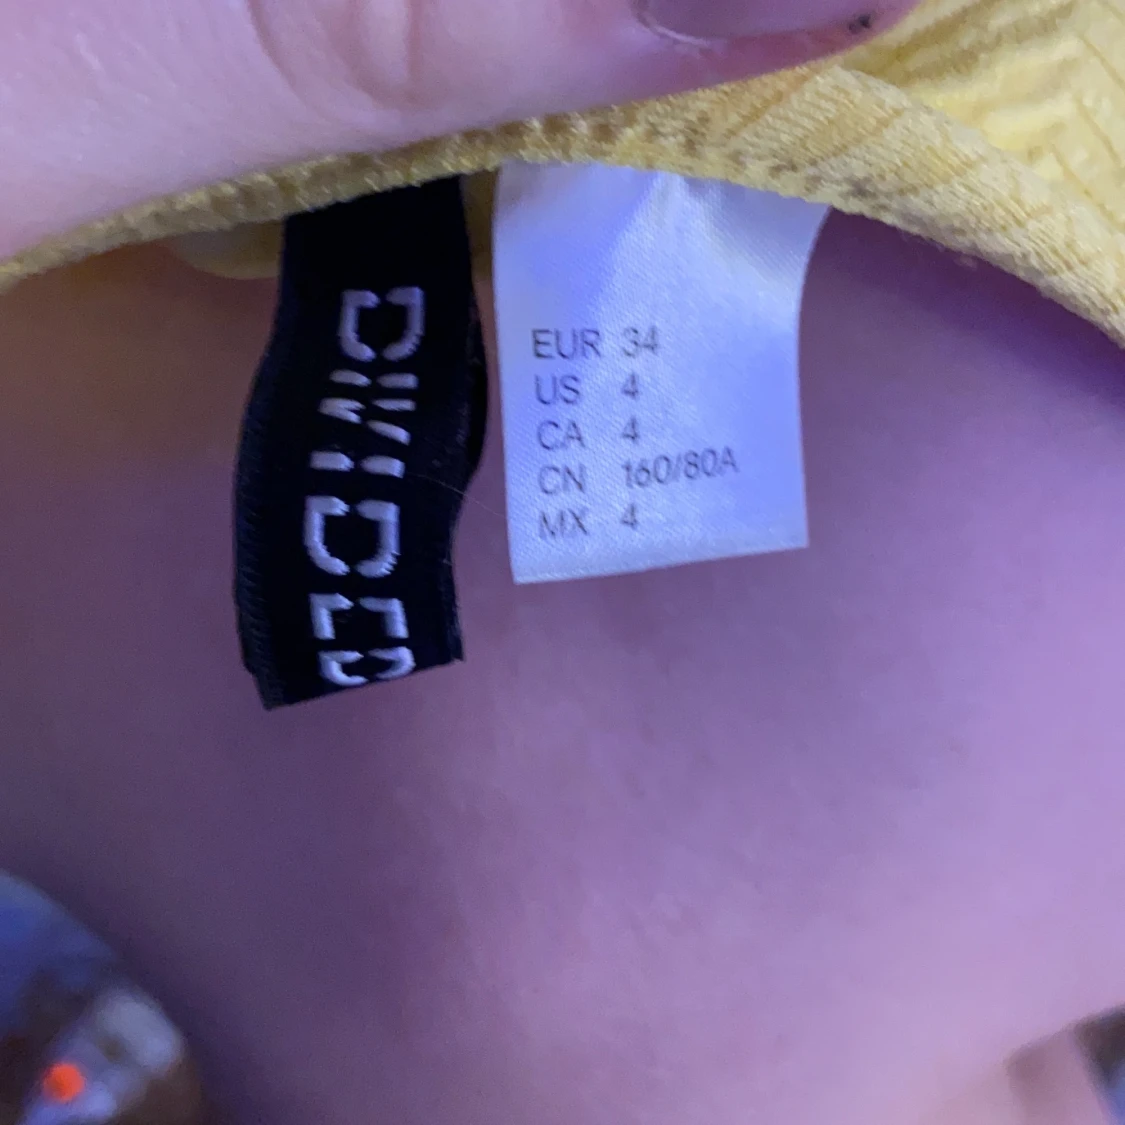 DIVIDED
EUR 34
US 4
CA 4
CN 160/80A
MX 4